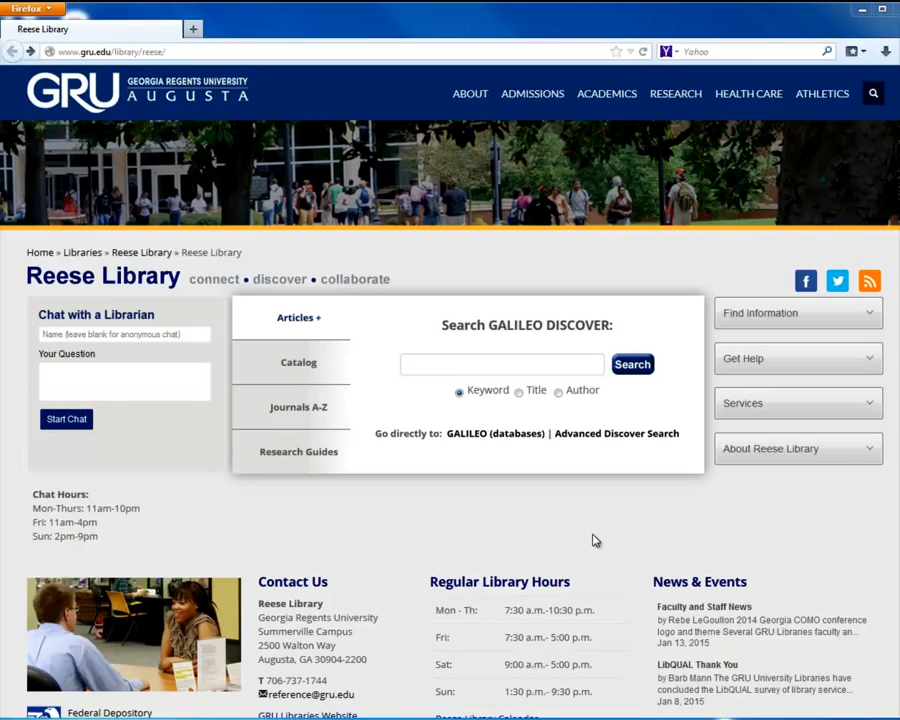 Firefox
Reese Library
+
www.gru.edu/library/reese/
Yahoo
GRU GEORGIA REGENTS UNIVERSITY
AUGUSTA
ABOUT ADMISSIONS ACADEMICS RESEARCH HEALTH CARE ATHLETICS
Home » Libraries » Reese Library » Reese Library
Reese Library connect • discover • collaborate
Chat with a Librarian
Name (leave blank for anonymous chat)
Your Question
Start Chat
Articles +
Catalog
Journals A-Z
Research Guides
Search GALILEO DISCOVER:
Search
Keyword Title Author
Go directly to: GALILEO (databases) | Advanced Discover Search
Find Information
Get Help
Services
About Reese Library
Chat Hours:
Mon-Thurs: 11am-10pm
Fri: 11am-4pm
Sun: 2pm-9pm
Contact Us
Reese Library
Georgia Regents University
Summerville Campus
2500 Walton Way
Augusta, GA 30904-2200
T 706-737-1744
reference@gru.edu
GRU Libraries Website
Regular Library Hours
Mon - Th: 7:30 a.m.-10:30 p.m.
Fri: 7:30 a.m.- 5:00 p.m.
Sat: 9:00 a.m.- 5:00 p.m.
Sun: 1:30 p.m.- 9:30 p.m.
Reese Library Calendar
News & Events
Faculty and Staff News
by Rebe LeGoullon 2014 Georgia COMO conference
logo and theme Several GRU Libraries faculty an...
Jan 13, 2015
LibQUAL Thank You
by Barb Mann The GRU University Libraries have
concluded the LibQUAL survey of library service...
Jan 8, 2015
Federal Depository